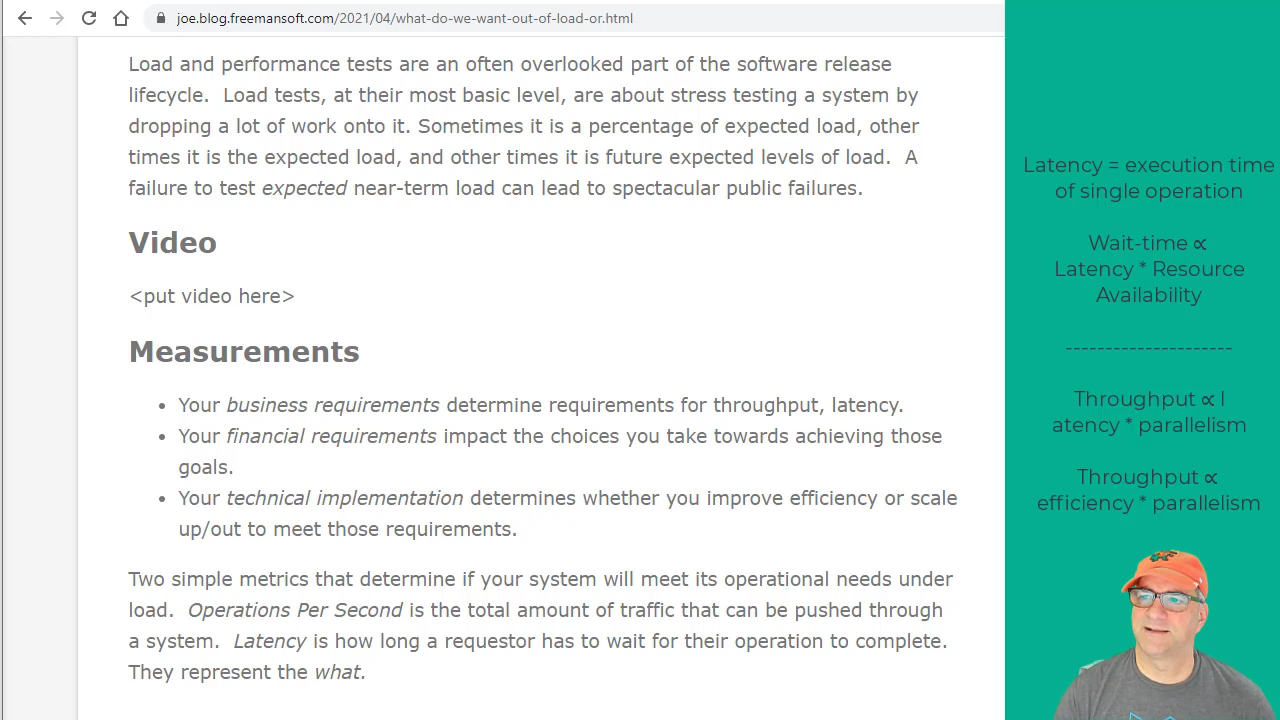 joe.blog.freemansoft.com/2021/04/what-do-we-want-out-of-load-or.html
Load and performance tests are an often overlooked part of the software release
lifecycle.  Load tests, at their most basic level, are about stress testing a system by
dropping a lot of work onto it. Sometimes it is a percentage of expected load, other
times it is the expected load, and other times it is future expected levels of load.  A
failure to test expected near-term load can lead to spectacular public failures.
Video
<put video here>
Measurements
• Your business requirements determine requirements for throughput, latency.
• Your financial requirements impact the choices you take towards achieving those
goals.
• Your technical implementation determines whether you improve efficiency or scale
up/out to meet those requirements.
Two simple metrics that determine if your system will meet its operational needs under
load.  Operations Per Second is the total amount of traffic that can be pushed through
a system.  Latency is how long a requestor has to wait for their operation to complete.
They represent the what.
Latency = execution time
of single operation
Wait-time ∝
Latency * Resource
Availability
---------------------
Throughput ∝ l
atency * parallelism
Throughput ∝
efficiency * parallelism